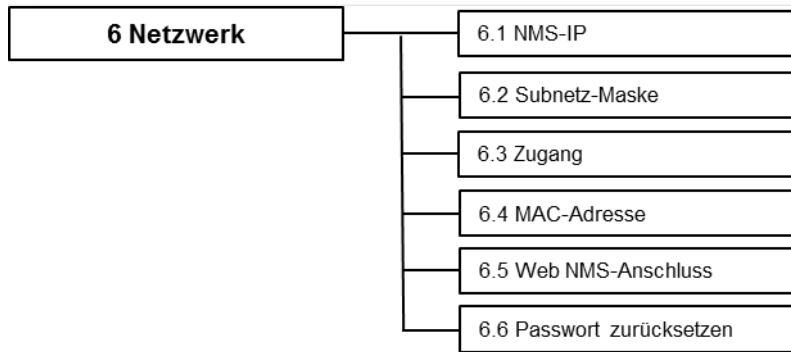 6 Netzwerk
6.1 NMS-IP
6.2 Subnetz-Maske
6.3 Zugang
6.4 MAC-Adresse
6.5 Web NMS-Anschluss
6.6 Passwort zurücksetzen